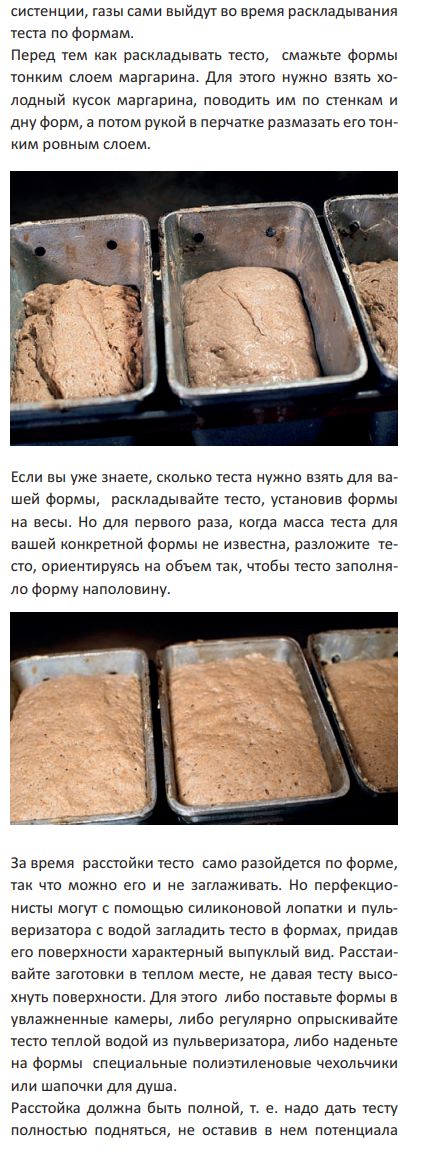 систенции, газы сами выйдут во время раскладывания
теста по формам.
Перед тем как раскладывать тесто, смажьте формы
тонким слоем маргарина. Для этого нужно взять хо-
лодный кусок маргарина, поводить им по стенкам и
дну форм, а потом рукой в перчатке размазать его тон-
ким ровным слоем.
Если вы уже знаете, сколько теста нужно взять для ва-
шей формы, раскладывайте тесто, установив формы
на весы. Но для первого раза, когда масса теста для
вашей конкретной формы не известна, разложите те-
сто, ориентируясь на объем так, чтобы тесто заполня-
ло форму наполовину.
За время расстойки тесто само разойдется по форме,
так что можно его и не заглаживать. Но перфекцио-
нисты могут с помощью силиконовой лопатки и пуль-
веризатора с водой загладить тесто в формах, придав
его поверхности характерный выпуклый вид. Расстаи-
вайте заготовки в теплом месте, не давая тесту высо-
хнуть поверхности. Для этого либо поставьте формы в
увлажненные камеры, либо регулярно опрыскивайте
тесто теплой водой из пульверизатора, либо наденьте
на формы специальные полиэтиленовые чехольчики
или шапочки для душа.
Расстойка должна быть полной, т. е. надо дать тесту
полностью подняться, не оставив в нем потенциала